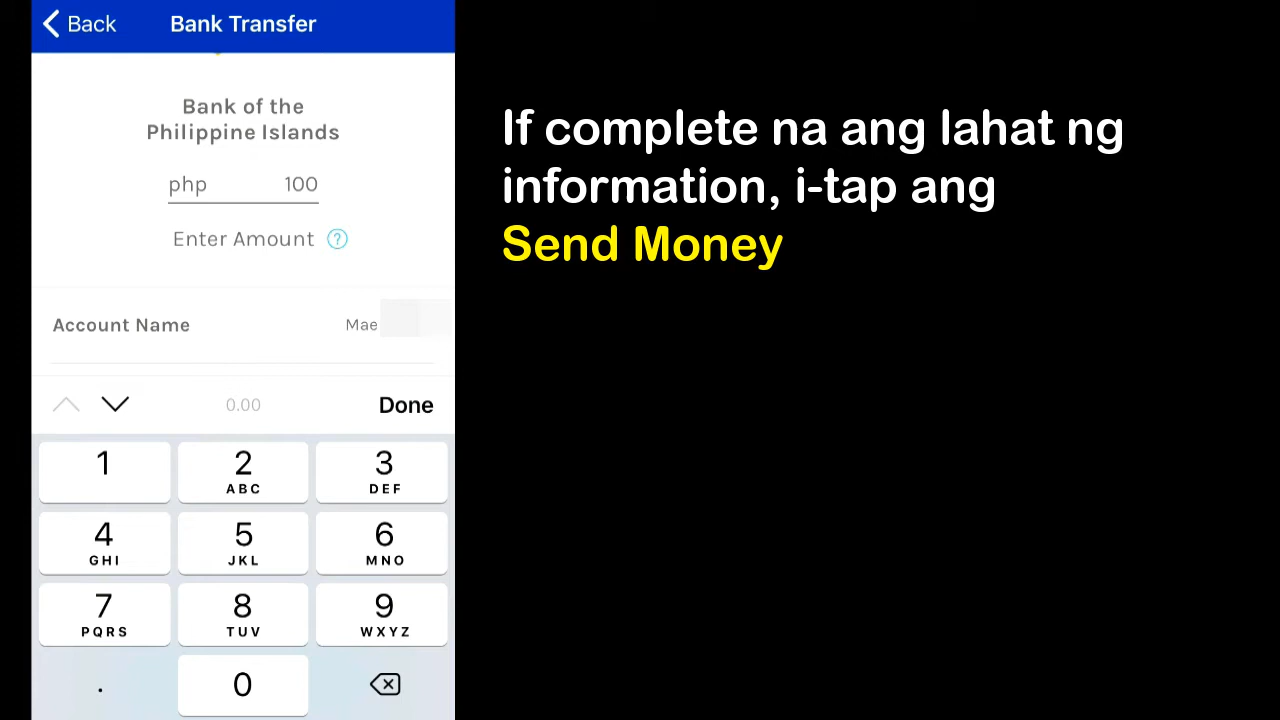 Back Bank Transfer
Bank of the
Philippine Islands
php 100
Enter Amount ?
Account Name Mae
0.00 Done
1 2 3
ABC DEF
4 5 6
GHI JKL MNO
7 8 9
PQRS TUV WXYZ
. 0
If complete na ang lahat ng
information, i-tap ang
Send Money